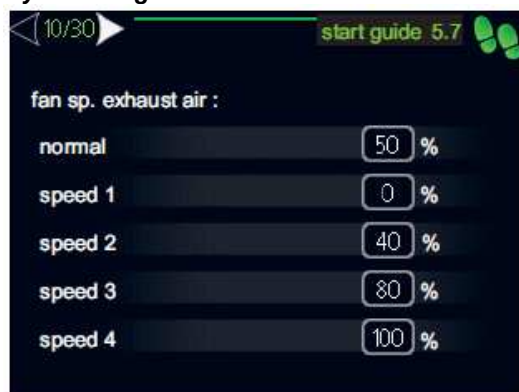 10/30
start guide 5.7
fan sp. exhaust air :
normal 50 %
speed 1 0 %
speed 2 40 %
speed 3 80 %
speed 4 100 %